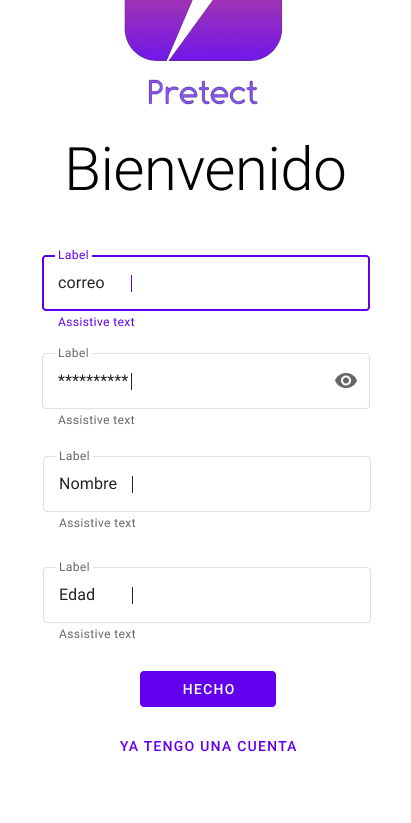 Pretect
Bienvenido
Label
correo
Assistive text
Label
**********
Assistive text
Label
Nombre
Assistive text
Label
Edad
Assistive text
HECHO
YA TENGO UNA CUENTA